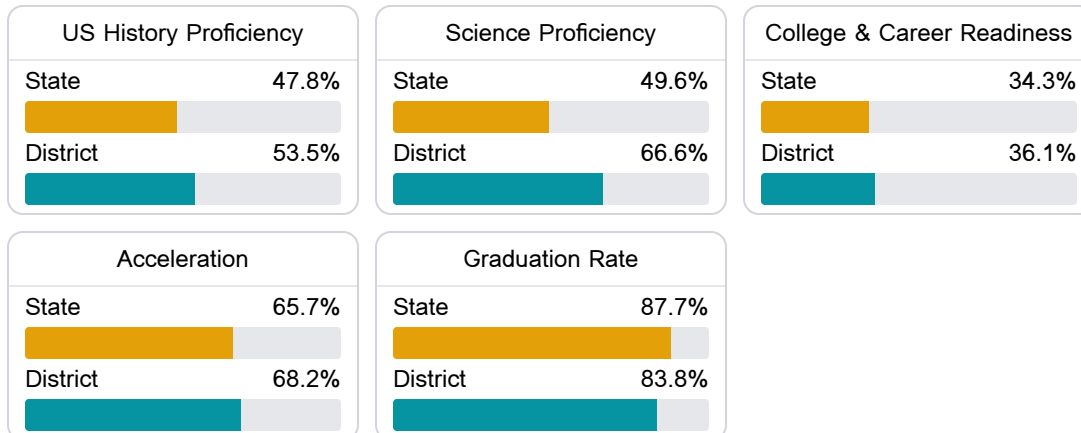 US History Proficiency
State 47.8%
District 53.5%
Science Proficiency
State 49.6%
District 66.6%
College & Career Readiness
State 34.3%
District 36.1%
Acceleration
State 65.7%
District 68.2%
Graduation Rate
State 87.7%
District 83.8%